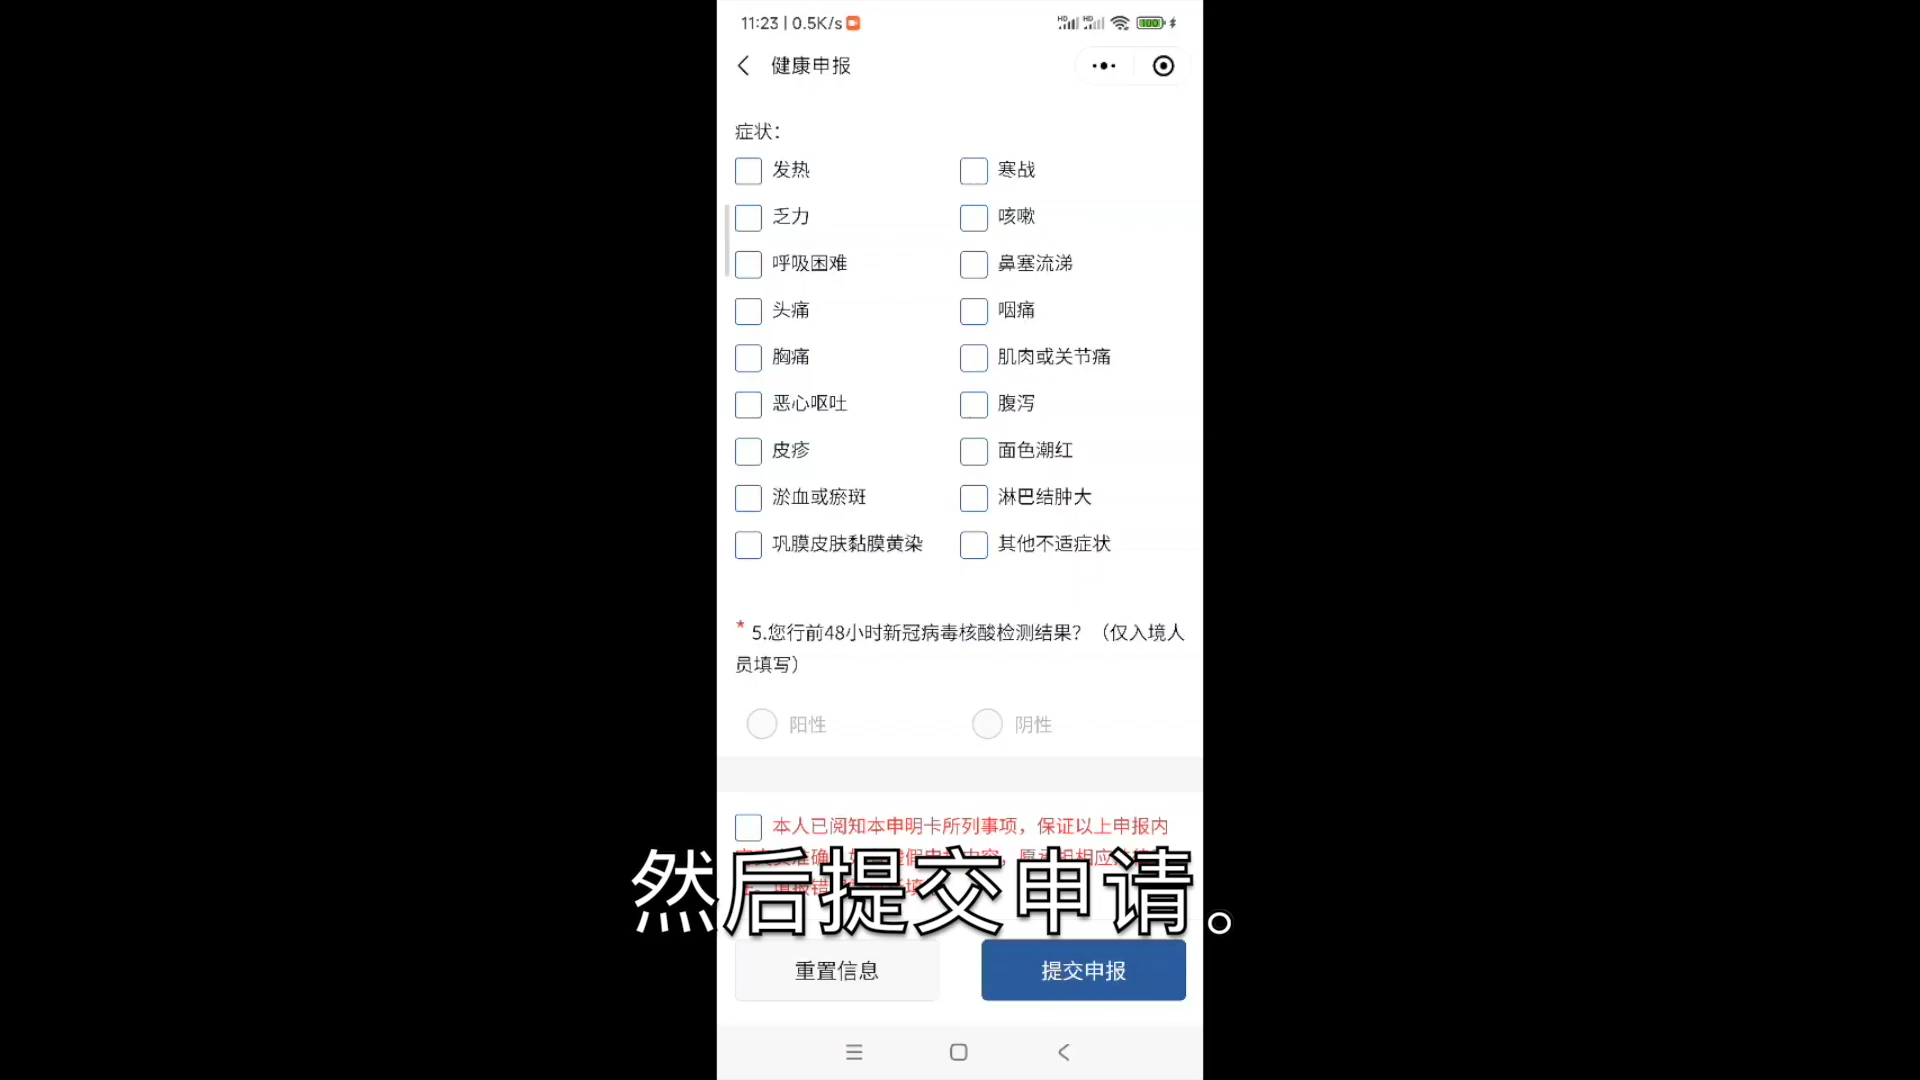 11:23 | 0.5K/s
健康申报
症状：
发热 寒战
乏力 咳嗽
呼吸困难 鼻塞流涕
头痛 咽痛
胸痛 肌肉或关节痛
恶心呕吐 腹泻
皮疹 面色潮红
淤血或瘀斑 淋巴结肿大
巩膜皮肤黏膜黄染 其他不适症状
* 5.您行前48小时新冠病毒核酸检测结果？（仅入境人
员填写）
阳性 阴性
本人已阅知本申明卡所列事项，保证以上申报内
然后提交申请。
重置信息 提交申报